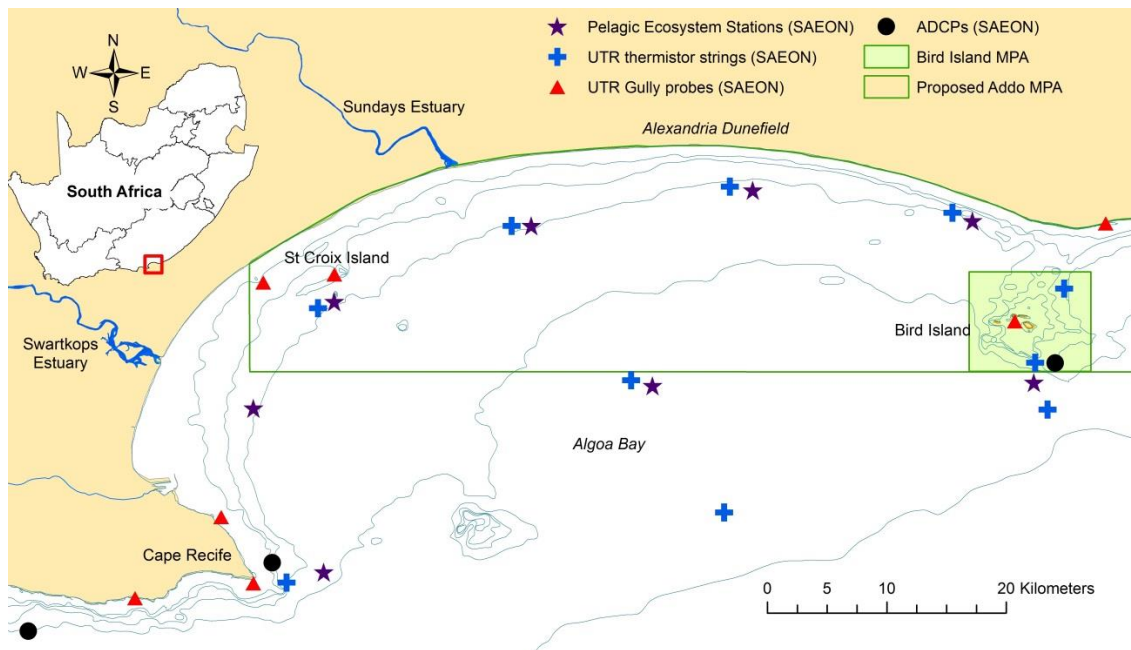 Pelagic Ecosystem Stations (SAEON)
ADCPs (SAEON)
UTR thermistor strings (SAEON)
Bird Island MPA
UTR Gully probes (SAEON)
Proposed Addo MPA
N
W E
S
Sundays Estuary
Alexandria Dunefield
South Africa
St Croix Island
Bird Island
Swartkops
Estuary
Algoa Bay
Cape Recife
0 5 10 20 Kilometers